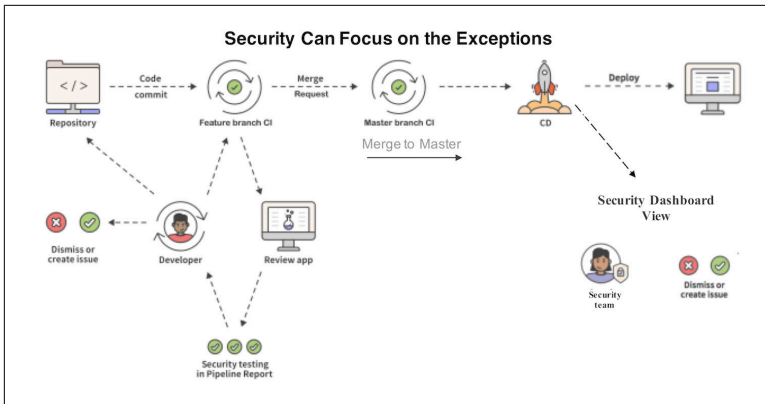 Security Can Focus on the Exceptions
Code
commit
Merge
Request
Deploy
</>
Repository
Feature branch CI
Master branch CI
CD
Merge to Master
Security Dashboard
View
Dismiss or
create issue
Developer
Review app
Security
team
Dismiss or
create issue
Security testing
in Pipeline Report